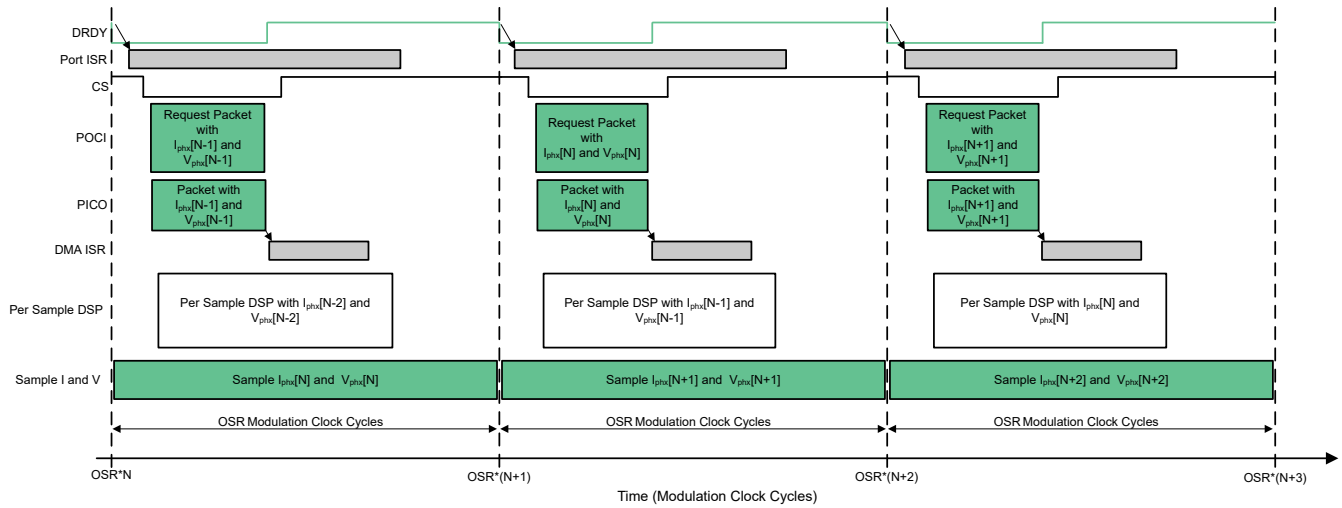 DRDY
Port ISR
CS
POCI
Request Packet
with
Iphx[N-1] and
Vphx[N-1]
Request Packet
with
Iphx[N] and Vphx[N]
Request Packet
with
Iphx[N+1] and
Vphx[N+1]
PICO
Packet with
Iphx[N-1] and
Vphx[N-1]
Packet with
Iphx[N] and
Vphx[N]
Packet with
Iphx[N+1] and
Vphx[N+1]
DMA ISR
Per Sample DSP
Per Sample DSP with Iphx[N-2] and
Vphx[N-2]
Per Sample DSP with Iphx[N-1] and
Vphx[N-1]
Per Sample DSP with Iphx[N] and
Vphx[N]
Sample I and V
Sample Iphx[N] and Vphx[N]
Sample Iphx[N+1] and Vphx[N+1]
Sample Iphx[N+2] and Vphx[N+2]
OSR Modulation Clock Cycles
OSR Modulation Clock Cycles
OSR Modulation Clock Cycles
OSR*N
OSR*(N+1)
OSR*(N+2)
OSR*(N+3)
Time (Modulation Clock Cycles)